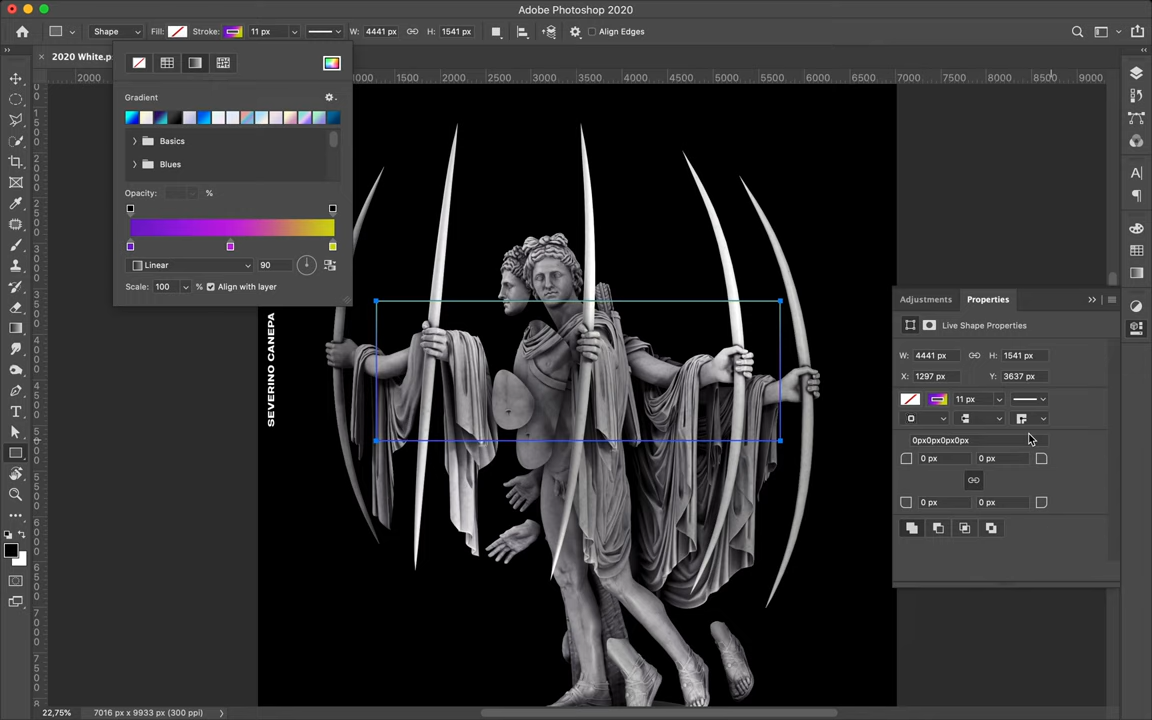 Adobe Photoshop 2020
Shape Fill: Stroke: 11 px W: 4441 px H: 1541 px Align Edges
2020 White.p
2000 1000 1500 2000 2500 3000 3500 4000 4500 5000 5500 6000 6500 7000 7500 8000 8500 9000
Gradient
Basics
Blues
Opacity: %
Linear 90
Scale: 100 % Align with layer
SEVERINO CANEPA
Adjustments Properties
Live Shape Properties
W: 4441 px H: 1541 px
X: 1297 px Y: 3637 px
11 px
0px0px0px0px
0 px 0 px
0 px 0 px
22,75% 7016 px x 9933 px (300 ppi)